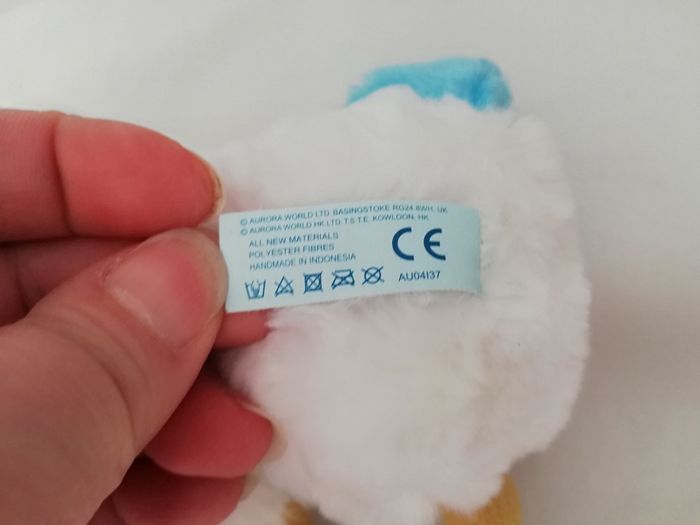 © AURORA WORLD LTD. BASINGSTOKE RG24 8WH, UK
© AURORA WORLD HK LTD. T.S.T.E. KOWLOON, HK
ALL NEW MATERIALS
POLYESTER FIBRES
HANDMADE IN INDONESIA
CE
AU04137